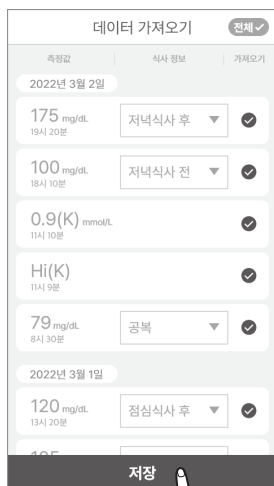 데이터 가져오기
전체
측정값 식사 정보 가져오기
2022년 3월 2일
175 mg/dL 저녁식사 후
19시 20분
100 mg/dL 저녁식사 전
18시 10분
0.9(K) mmol/L
11시 10분
Hi(K)
11시 9분
79 mg/dL 공복
8시 30분
2022년 3월 1일
120 mg/dL 점심식사 후
13시 20분
저장